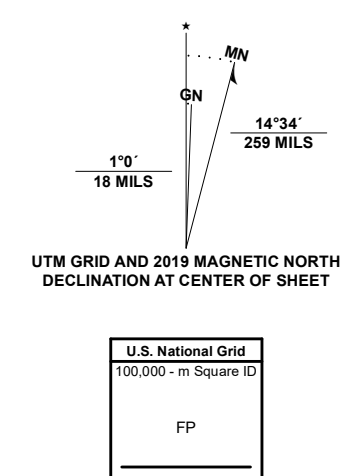 ★
MN
GN
14°34´
259 MILS
1°0´
18 MILS
UTM GRID AND 2019 MAGNETIC NORTH
DECLINATION AT CENTER OF SHEET
U.S. National Grid
100,000 - m Square ID
FP